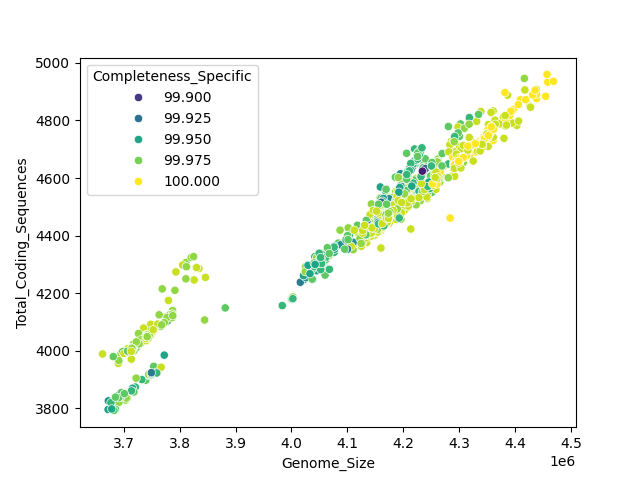 Completeness_Specific
99.900
99.925
99.950
99.975
100.000
Total_Coding_Sequences
5000
4800
4600
4400
4200
4000
3800
3.7 3.8 3.9 4.0 4.1 4.2 4.3 4.4 4.5
1e6
Genome_Size